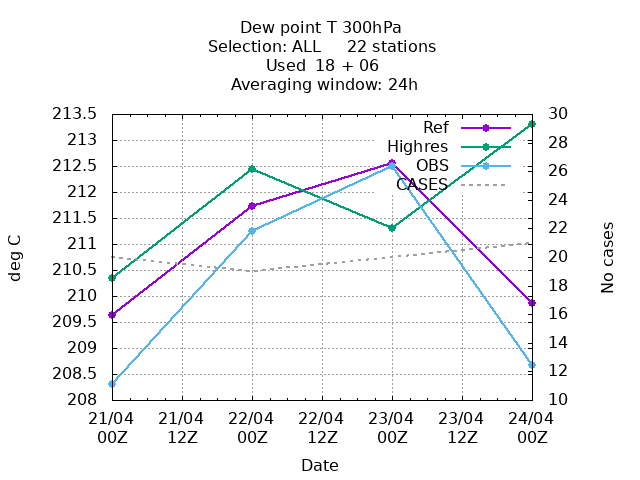 Dew point T 300hPa
Selection: ALL     22 stations
Used  18 + 06
Averaging window: 24h
213.5
213
212.5
212
211.5
211
210.5
210
209.5
209
208.5
208
30
28
26
24
22
20
18
16
14
12
10
Ref
Highres
OBS
CASES
deg C
No cases
21/04 21/04 22/04 22/04 23/04 23/04 24/04
00Z 12Z 00Z 12Z 00Z 12Z 00Z
Date